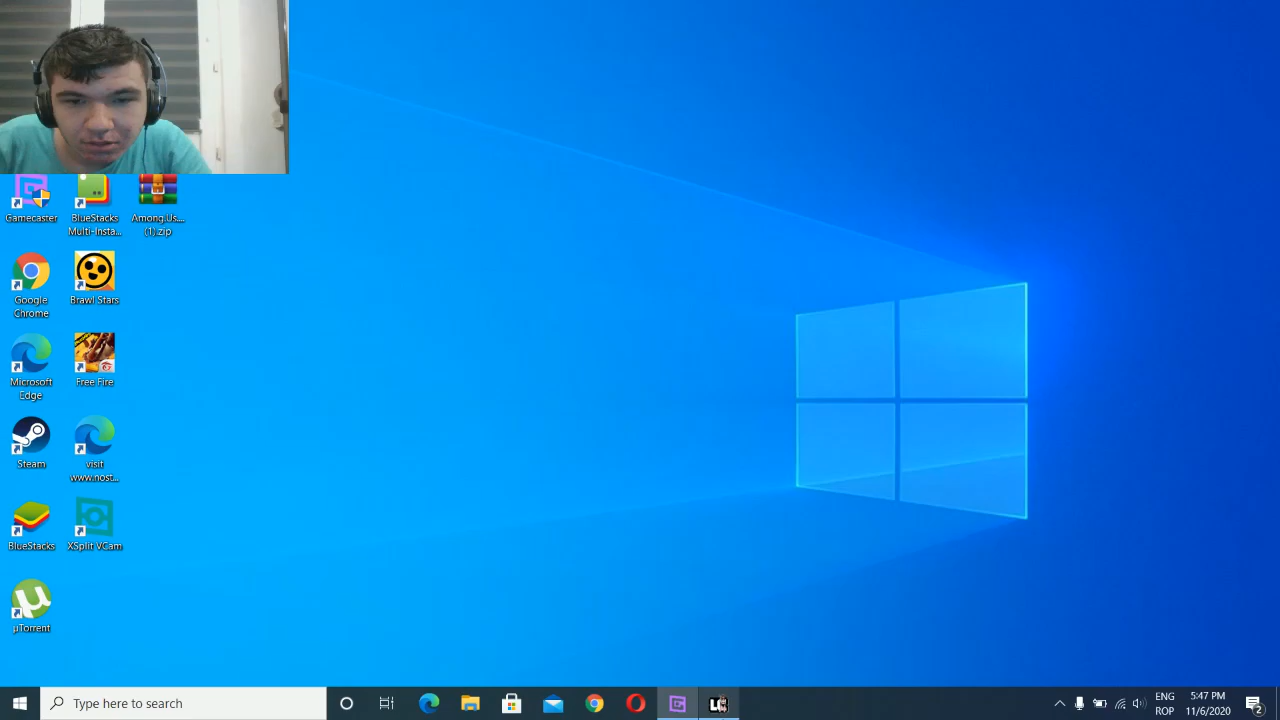 Gamecaster
BlueStacks
Multi-Insta...
Among.Us....
(1).zip
Google
Chrome
Brawl Stars
Microsoft
Edge
Free Fire
Steam
visit
www.nost...
BlueStacks
XSplit VCam
µTorrent
Type here to search
ENG
ROP
5:47 PM
11/6/2020
2